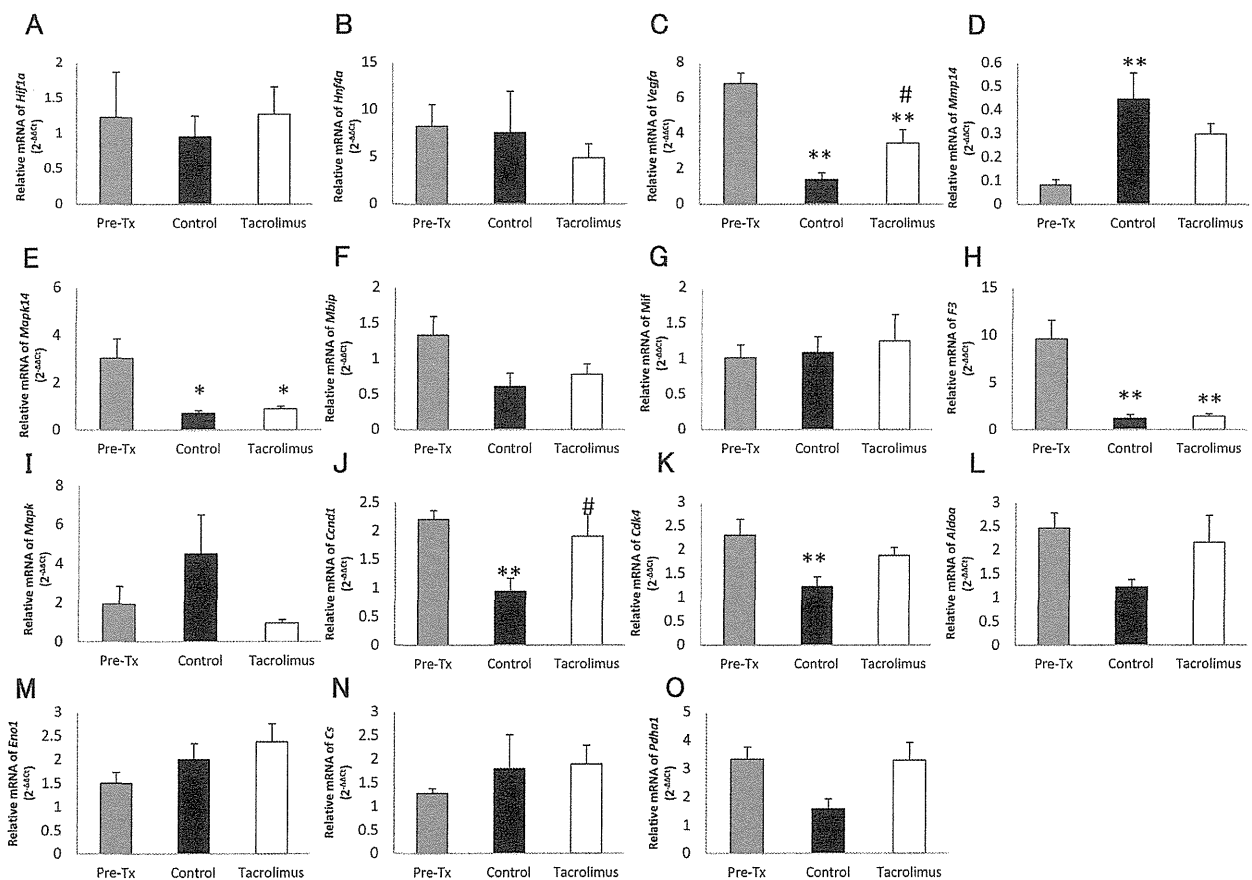 A
Relative mRNA of Hif1a
(2-ΔΔCt)
2
1.5
1
0.5
0
Pre-Tx Control Tacrolimus
B
Relative mRNA of Hnf4a
(2-ΔΔCt)
15
10
5
0
Pre-Tx Control Tacrolimus
C
Relative mRNA of Vegfa
(2-ΔΔCt)
8
6
4
2
0
**
#
**
Pre-Tx Control Tacrolimus
D
Relative mRNA of Mmp14
(2-ΔΔCt)
0.6
0.5
0.4
0.3
0.2
0.1
0
**
Pre-Tx Control Tacrolimus
E
Relative mRNA of Mapk14
(2-ΔΔCt)
6
4
2
0
* *
Pre-Tx Control Tacrolimus
F
Relative mRNA of Mbip
(2-ΔΔCt)
2
1.5
1
0.5
0
Pre-Tx Control Tacrolimus
G
Relative mRNA of Mif
(2-ΔΔCt)
2
1.5
1
0.5
0
Pre-Tx Control Tacrolimus
H
Relative mRNA of F3
(2-ΔΔCt)
15
10
5
0
** **
Pre-Tx Control Tacrolimus
I
Relative mRNA of Mapk
(2-ΔΔCt)
8
6
4
2
0
Pre-Tx Control Tacrolimus
J
Relative mRNA of Ccnd1
(2-ΔΔCt)
2.5
2
1.5
1
0.5
0
**
#
Pre-Tx Control Tacrolimus
K
Relative mRNA of Cdk4
(2-ΔΔCt)
3
2.5
2
1.5
1
0.5
0
**
Pre-Tx Control Tacrolimus
L
Relative mRNA of Aldoa
(2-ΔΔCt)
3
2.5
2
1.5
1
0.5
0
Pre-Tx Control Tacrolimus
M
Relative mRNA of Eno1
(2-ΔΔCt)
3
2.5
2
1.5
1
0.5
0
Pre-Tx Control Tacrolimus
N
Relative mRNA of Cs
(2-ΔΔCt)
3
2.5
2
1.5
1
0.5
0
Pre-Tx Control Tacrolimus
O
Relative mRNA of Pdha1
(2-ΔΔCt)
5
4
3
2
1
0
Pre-Tx Control Tacrolimus